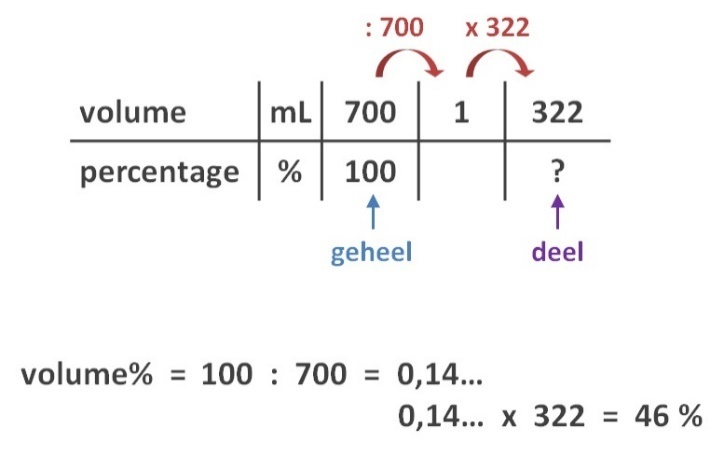 : 700 x 322
volume mL 700 1 322
percentage % 100 ?
geheel deel
volume% = 100 : 700 = 0,14...
0,14... x 322 = 46 %